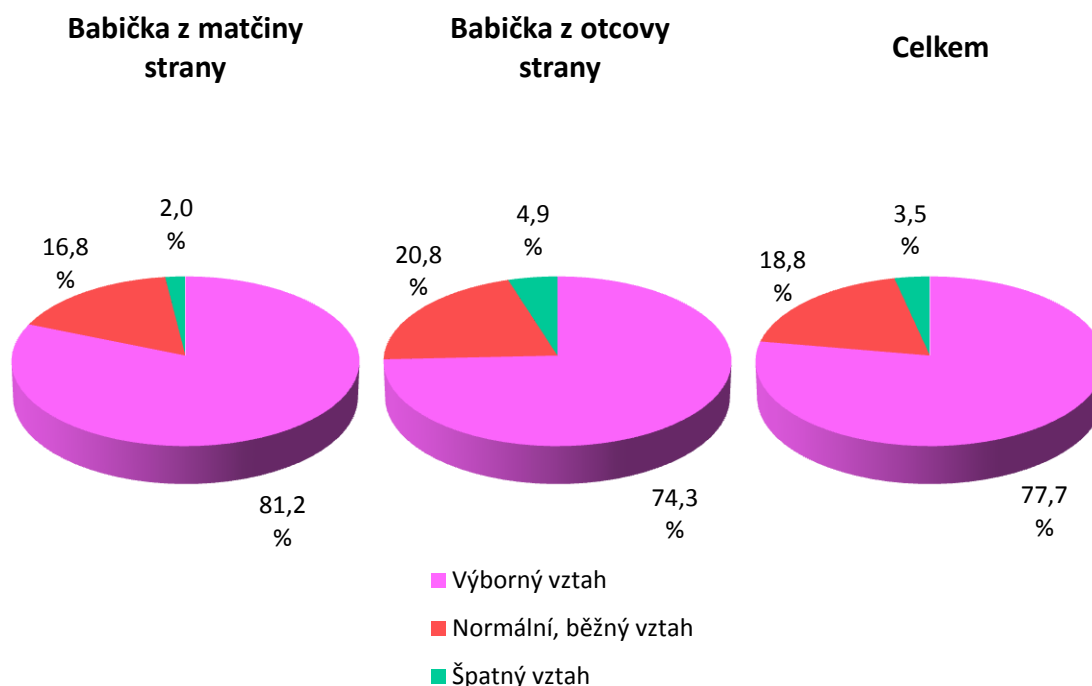 Babička z matčiny
strany
Babička z otcovy
strany
Celkem
2,0
%
16,8
%
81,2
%
4,9
%
20,8
%
74,3
%
3,5
%
18,8
%
77,7
%
Výborný vztah
Normální, běžný vztah
Špatný vztah